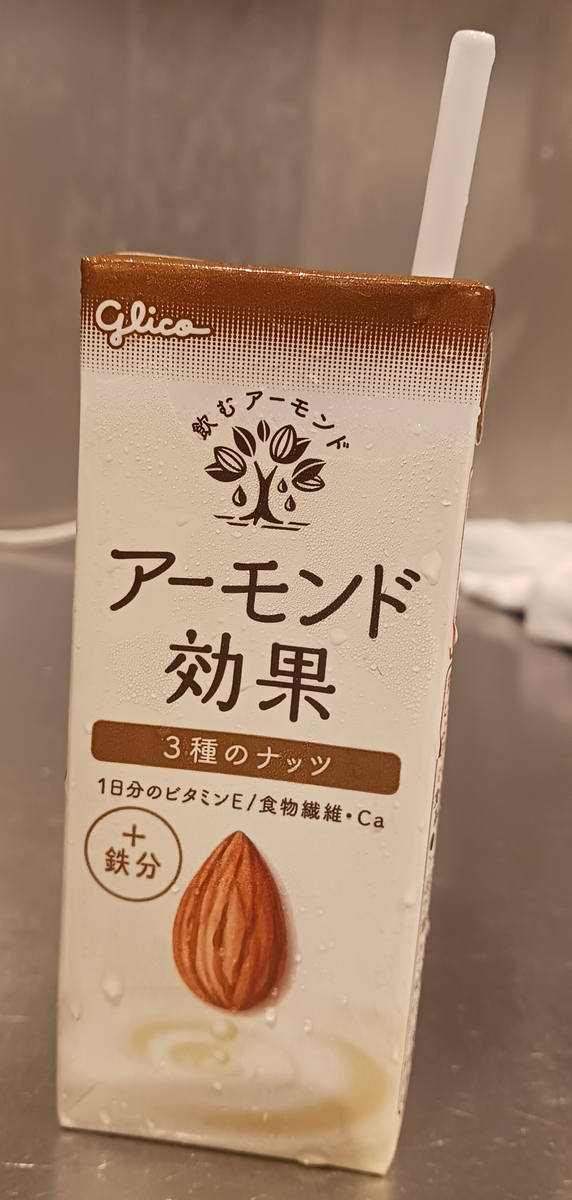 Glico
飲むアーモンド
アーモンド
効果
3種のナッツ
1日分のビタミンE/食物繊維・Ca
＋
鉄分